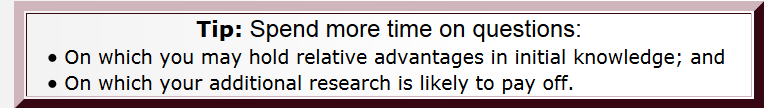 Tip: Spend more time on questions:
• On which you may hold relative advantages in initial knowledge; and
• On which your additional research is likely to pay off.